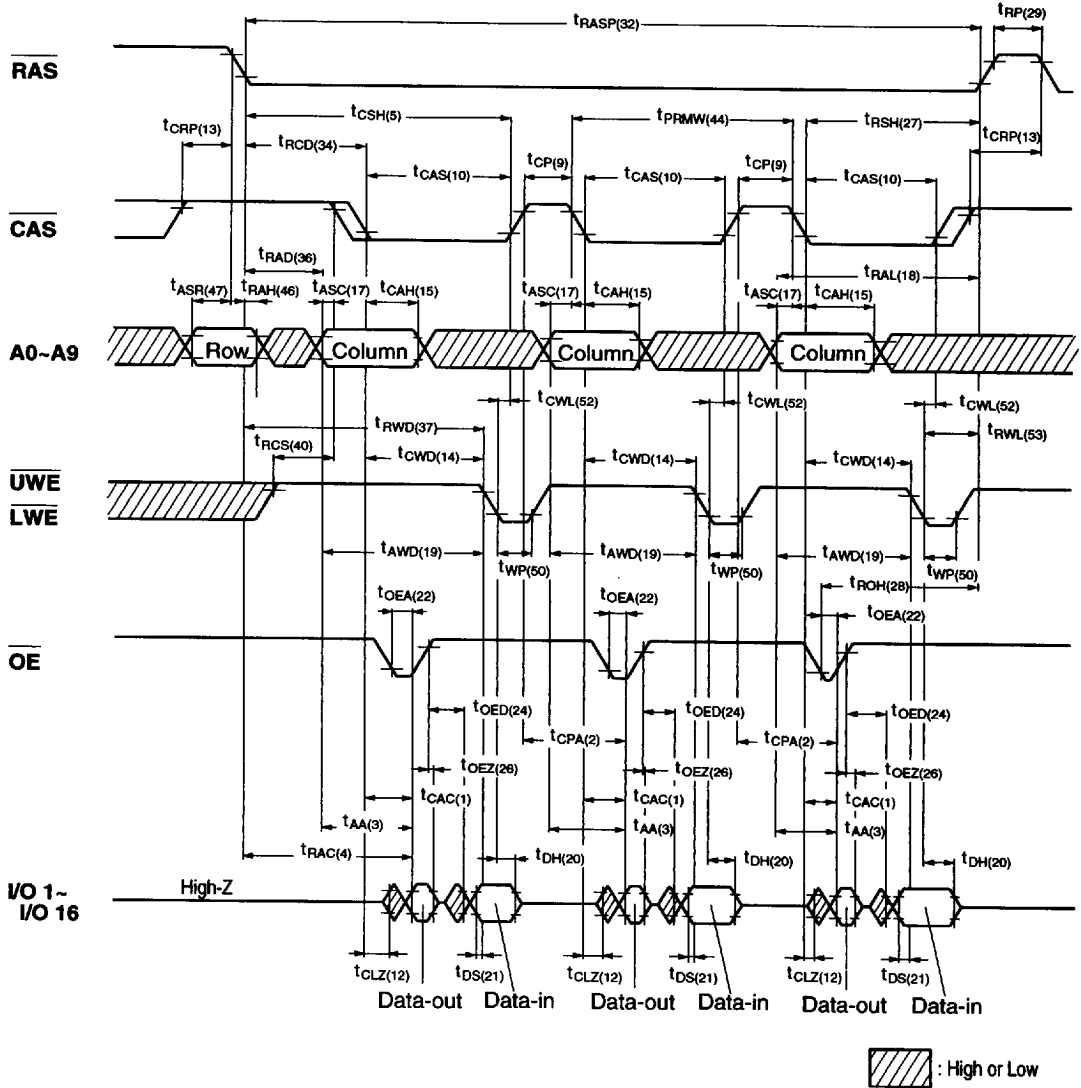 tRASP(32)
tRP(29)
RAS
tCSH(5)
tPRMW(44)
tRSH(27)
tCRP(13)
tRCD(34)
tCRP(13)
tCAS(10)
tCP(9)
tCAS(10)
tCP(9)
tCAS(10)
CAS
tRAD(36)
tRAL(18)
tASR(47)
tRAH(46)
tASC(17)
tCAH(15)
tASC(17)
tCAH(15)
tASC(17)
tCAH(15)
A0~A9
Row
Column
Column
Column
tCWL(52)
tCWL(52)
tCWL(52)
tRWD(37)
tRWL(53)
tRCS(40)
tCWD(14)
tCWD(14)
tCWD(14)
UWE
LWE
tAWD(19)
tAWD(19)
tAWD(19)
tWP(50)
tWP(50)
tWP(50)
tROH(28)
tOEA(22)
tOEA(22)
tOEA(22)
OE
tOED(24)
tOED(24)
tOED(24)
tCPA(2)
tCPA(2)
tOEZ(26)
tOEZ(26)
tOEZ(26)
tCAC(1)
tCAC(1)
tCAC(1)
tAA(3)
tAA(3)
tAA(3)
tRAC(4)
tDH(20)
tDH(20)
tDH(20)
I/O 1~
I/O 16
High-Z
tCLZ(12)
tDS(21)
tCLZ(12)
tDS(21)
tCLZ(12)
tDS(21)
Data-out
Data-in
Data-out
Data-in
Data-out
Data-in
: High or Low